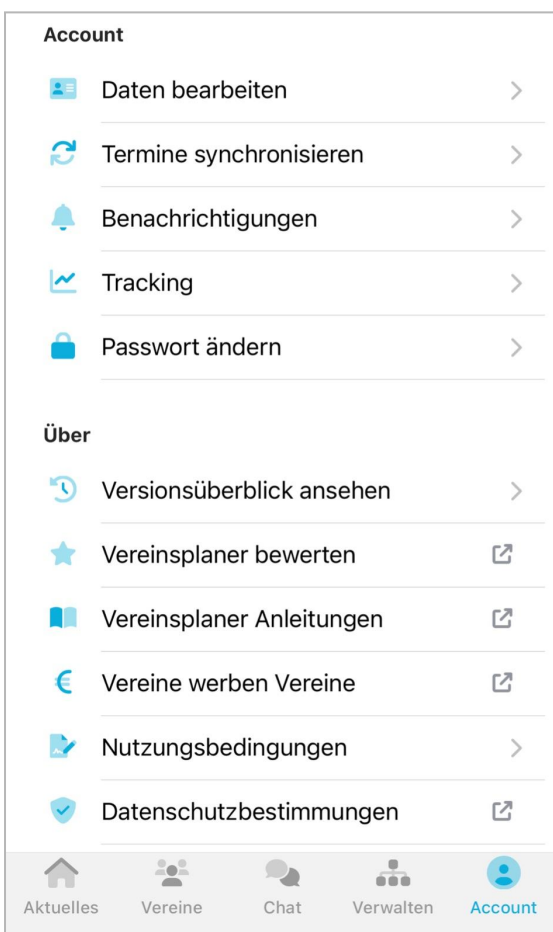 Account
Daten bearbeiten
Termine synchronisieren
Benachrichtigungen
Tracking
Passwort ändern
Über
Versionsüberblick ansehen
Vereinsplaner bewerten
Vereinsplaner Anleitungen
Vereine werben Vereine
Nutzungsbedingungen
Datenschutzbestimmungen
Aktuelles Vereine Chat Verwalten Account